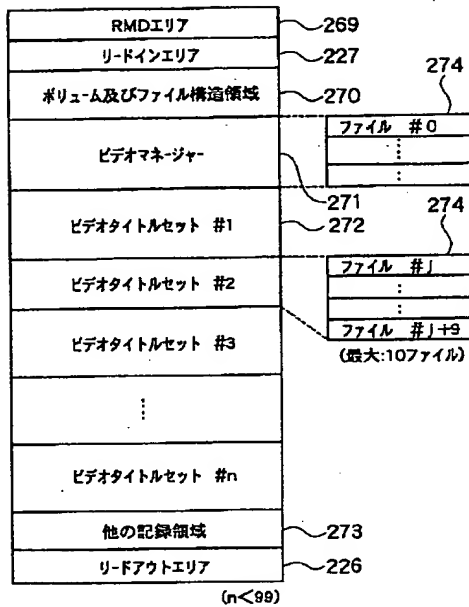 RMDエリア
269
リードインエリア
227
ボリューム及びファイル構造領域
270
274
ファイル #0
⋮
:
ビデオマネージャー
271
ビデオタイトルセット #1
272
274
ファイル #j
:
:
ファイル #j+9
(最大:10ファイル)
ビデオタイトルセット #2
ビデオタイトルセット #3
⋮
ビデオタイトルセット #n
他の記録領域
273
リードアウトエリア
226
(n<99)